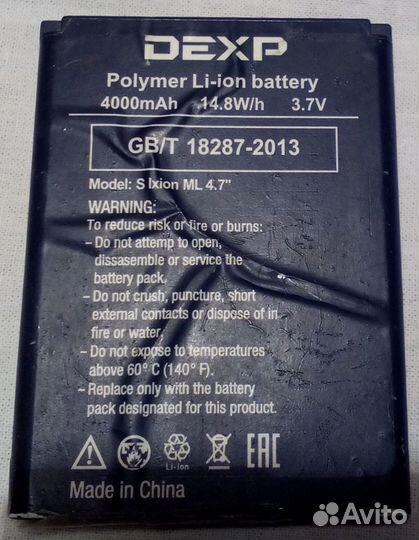 DEXP
Polymer Li-ion battery
4000mAh 14.8W/h 3.7V
GB/T 18287-2013
Model: S Ixion ML 4.7"
WARNING:
To reduce risk or fire or burns:
- Do not attemp to open,
dissasemble or service the
battery pack.
- Do not crush, puncture, short
external contacts or dispose of in
fire or water.
- Do not expose to temperatures
above 60° C (140° F).
- Replace only with the battery
pack designated for this product.
Li-Ion
EAC
Made in China
Avito